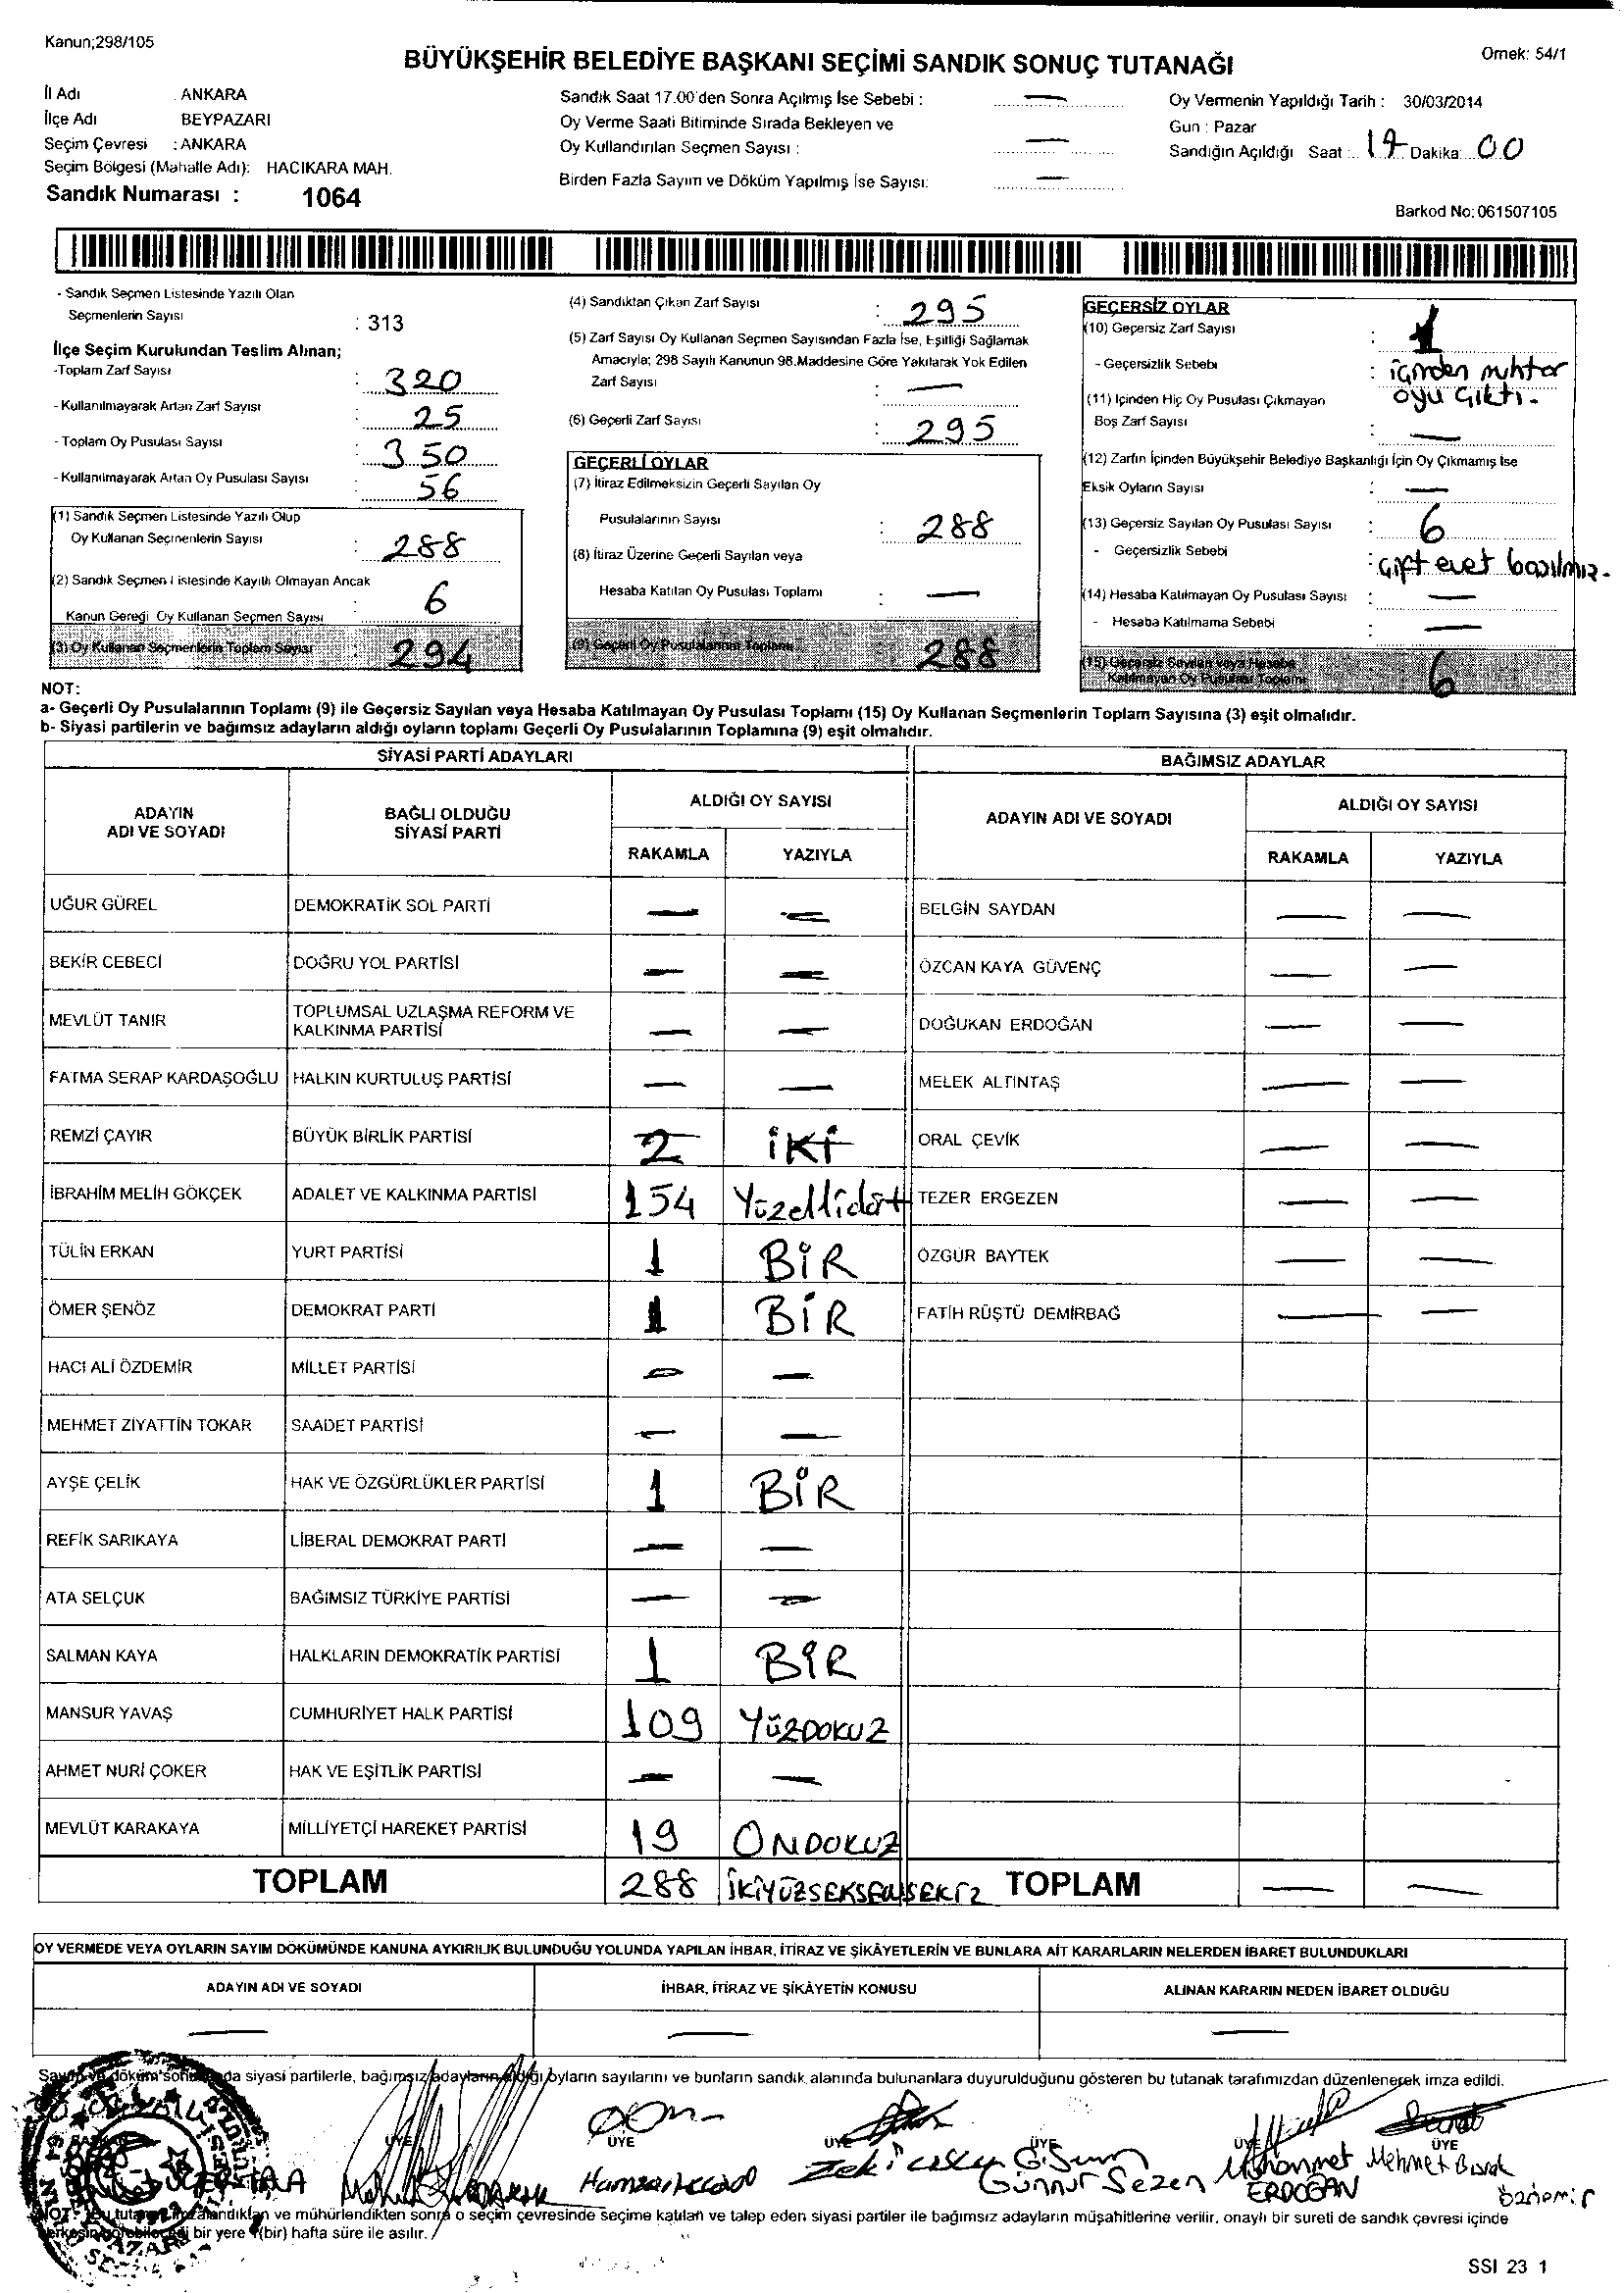 Kanun;298/105
Örnek: 54/1
BÜYÜKŞEHİR BELEDİYE BAŞKANI SEÇİMİ SANDIK SONUÇ TUTANAĞI
İl Adı : ANKARA
İlçe Adı BEYPAZARI
Seçim Çevresi : ANKARA
Seçim Bölgesi (Mahalle Adı): HACIKARA MAH.
Sandık Numarası : 1064
Sandık Saat 17.00'den Sonra Açılmış İse Sebebi : —
Oy Verme Saati Bitiminde Sırada Bekleyen ve
Oy Kullandırılan Seçmen Sayısı : —
Birden Fazla Sayım ve Döküm Yapılmış İse Sayısı: —
Oy Vermenin Yapıldığı Tarih : 30/03/2014
Gün : Pazar
Sandığın Açıldığı Saat : 17 Dakika: 00
Barkod No: 061507105
- Sandık Seçmen Listesinde Yazılı Olan
Seçmenlerin Sayısı : 313
İlçe Seçim Kurulundan Teslim Alınan;
-Toplam Zarf Sayısı : 320
- Kullanılmayarak Artan Zarf Sayısı : 25
- Toplam Oy Pusulası Sayısı : 350
- Kullanılmayarak Artan Oy Pusulası Sayısı : 56
(1) Sandık Seçmen Listesinde Yazılı Olup
Oy Kullanan Seçmenlerin Sayısı : 288
(2) Sandık Seçmen Listesinde Kayıtlı Olmayan Ancak
Kanun Gereği Oy Kullanan Seçmen Sayısı : 6
(3) Oy Kullanan Seçmenlerin Toplam Sayısı 294
(4) Sandıktan Çıkan Zarf Sayısı : 295
(5) Zarf Sayısı Oy Kullanan Seçmen Sayısından Fazla İse, Eşitliği Sağlamak
Amacıyla; 298 Sayılı Kanunun 98.Maddesine Göre Yakılarak Yok Edilen
Zarf Sayısı : —
(6) Geçerli Zarf Sayısı : 295
GEÇERLİ OYLAR
(7) İtiraz Edilmeksizin Geçerli Sayılan Oy
Pusulalarının Sayısı : 288
(8) İtiraz Üzerine Geçerli Sayılan veya
Hesaba Katılan Oy Pusulası Toplamı : —
(9) Geçerli Oy Pusulalarının Toplamı 288
GEÇERSİZ OYLAR
(10) Geçersiz Zarf Sayısı : 1
- Geçersizlik Sebebi : içinden muhtar
oyu çıktı.
(11) İçinden Hiç Oy Pusulası Çıkmayan
Boş Zarf Sayısı : —
(12) Zarfın İçinden Büyükşehir Belediye Başkanlığı İçin Oy Çıkmamış İse
Eksik Oyların Sayısı : —
(13) Geçersiz Sayılan Oy Pusulası Sayısı : 6
- Geçersizlik Sebebi : çift evet basılmış.
(14) Hesaba Katılmayan Oy Pusulası Sayısı : —
- Hesaba Katılmama Sebebi : —
(15) Geçersiz Sayılan veya Hesaba
Katılmayan Oy Pusulası Toplamı 6
NOT:
a- Geçerli Oy Pusulalarının Toplamı (9) ile Geçersiz Sayılan veya Hesaba Katılmayan Oy Pusulası Toplamı (15) Oy Kullanan Seçmenlerin Toplam Sayısına (3) eşit olmalıdır.
b- Siyasi partilerin ve bağımsız adayların aldığı oyların toplamı Geçerli Oy Pusulalarının Toplamına (9) eşit olmalıdır.
SİYASİ PARTİ ADAYLARI BAĞIMSIZ ADAYLAR
ADAYIN ADI VE SOYADI BAĞLI OLDUĞU SİYASİ PARTİ ALDIĞI OY SAYISI ADAYIN ADI VE SOYADI ALDIĞI OY SAYISI
RAKAMLA YAZIYLA RAKAMLA YAZIYLA
UĞUR GÜREL DEMOKRATİK SOL PARTİ — — BELGİN SAYDAN — —
BEKİR CEBECİ DOĞRU YOL PARTİSİ — — ÖZCAN KAYA GÜVENÇ — —
MEVLÜT TANIR TOPLUMSAL UZLAŞMA REFORM VE KALKINMA PARTİSİ — — DOĞUKAN ERDOĞAN — —
FATMA SERAP KARDAŞOĞLU HALKIN KURTULUŞ PARTİSİ — — MELEK ALTINTAŞ — —
REMZİ ÇAYIR BÜYÜK BİRLİK PARTİSİ 2 İKİ ORAL ÇEVİK — —
İBRAHİM MELİH GÖKÇEK ADALET VE KALKINMA PARTİSİ 154 Yüzellidört TEZER ERGEZEN — —
TÜLİN ERKAN YURT PARTİSİ 1 BİR ÖZGÜR BAYTEK — —
ÖMER ŞENÖZ DEMOKRAT PARTİ 1 BİR FATİH RÜŞTÜ DEMİRBAĞ — —
HACI ALİ ÖZDEMİR MİLLET PARTİSİ — —
MEHMET ZİYATTİN TOKAR SAADET PARTİSİ — —
AYŞE ÇELİK HAK VE ÖZGÜRLÜKLER PARTİSİ 1 BİR
REFİK SARIKAYA LİBERAL DEMOKRAT PARTİ — —
ATA SELÇUK BAĞIMSIZ TÜRKİYE PARTİSİ — —
SALMAN KAYA HALKLARIN DEMOKRATİK PARTİSİ 1 BİR
MANSUR YAVAŞ CUMHURİYET HALK PARTİSİ 109 YÜZDOKUZ
AHMET NURİ ÇOKER HAK VE EŞİTLİK PARTİSİ — —
MEVLÜT KARAKAYA MİLLİYETÇİ HAREKET PARTİSİ 19 ONDOKUZ
TOPLAM 288 İKİYÜZSEKSENSEKİZ TOPLAM — —
OY VERMEDE VEYA OYLARIN SAYIM DÖKÜMÜNDE KANUNA AYKIRILIK BULUNDUĞU YOLUNDA YAPILAN İHBAR, İTİRAZ VE ŞİKÂYETLERİN VE BUNLARA AİT KARARLARIN NELERDEN İBARET BULUNDUKLARI
ADAYIN ADI VE SOYADI İHBAR, İTİRAZ VE ŞİKÂYETİN KONUSU ALINAN KARARIN NEDEN İBARET OLDUĞU
— — —
Sayım ve döküm sonunda siyasi partilerle, bağımsız adayların aldığı oyların sayılarını ve bunların sandık alanında bulunanlara duyurulduğunu gösteren bu tutanak tarafımızdan düzenlenerek imza edildi.
ÜYE ÜYE ÜYE ÜYE ÜYE ÜYE
Zeki Günnur Sezen Muhammet ERDOĞAN Mehmet Burak Özdemir
NOT: Bu tutanak imzalandıktan ve mühürlendikten sonra o seçim çevresinde seçime katılan ve talep eden siyasi partiler ile bağımsız adayların müşahitlerine verilir, onaylı bir sureti de sandık çevresi içinde
herkesin görebileceği bir yere 1(bir) hafta süre ile asılır.
SSI 23 1